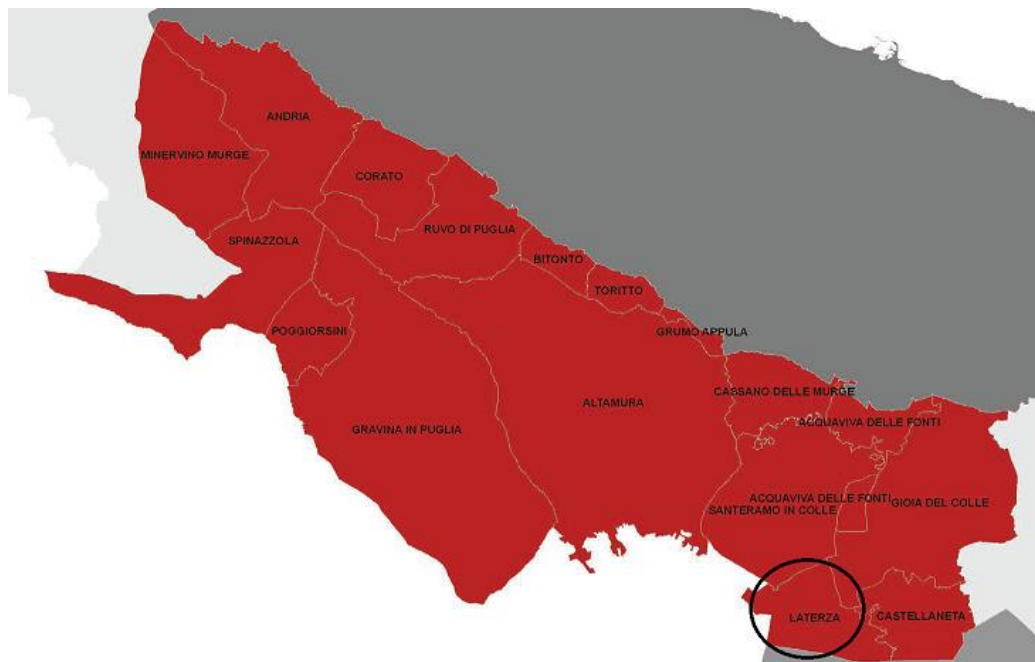 ANDRIA
MINERVINO MURGE
CORATO
RUVO DI PUGLIA
SPINAZZOLA
BITONTO
TORITTO
POGGIORSINI
GRUMO APPULA
CASSANO DELLE MURGE
ALTAMURA
ACQUAVIVA DELLE FONTI
GRAVINA IN PUGLIA
ACQUAVIVA DELLE FONTI
GIOIA DEL COLLE
SANTERAMO IN COLLE
LATERZA
CASTELLANETA